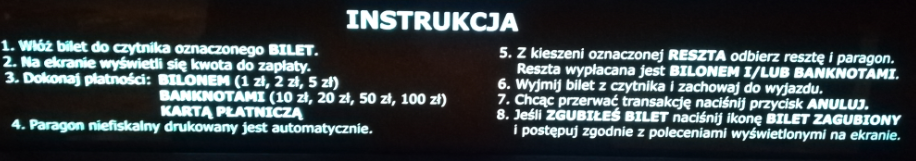 INSTRUKCJA
1. Włóż bilet do czytnika oznaczonego BILET.
2. Na ekranie wyświetli się kwota do zapłaty.
3. Dokonaj płatności: BILONEM (1 zł, 2 zł, 5 zł)
BANKNOTAMI (10 zł, 20 zł, 50 zł, 100 zł)
KARTĄ PŁATNICZĄ
4. Paragon niefiskalny drukowany jest automatycznie.
5. Z kieszeni oznaczonej RESZTA odbierz resztę i paragon.
Reszta wypłacana jest BILONEM I/LUB BANKNOTAMI.
6. Wyjmij bilet z czytnika i zachowaj do wyjazdu.
7. Chcąc przerwać transakcję naciśnij przycisk ANULUJ.
8. Jeśli ZGUBIŁEŚ BILET naciśnij ikonę BILET ZAGUBIONY
i postępuj zgodnie z poleceniami wyświetlonymi na ekranie.